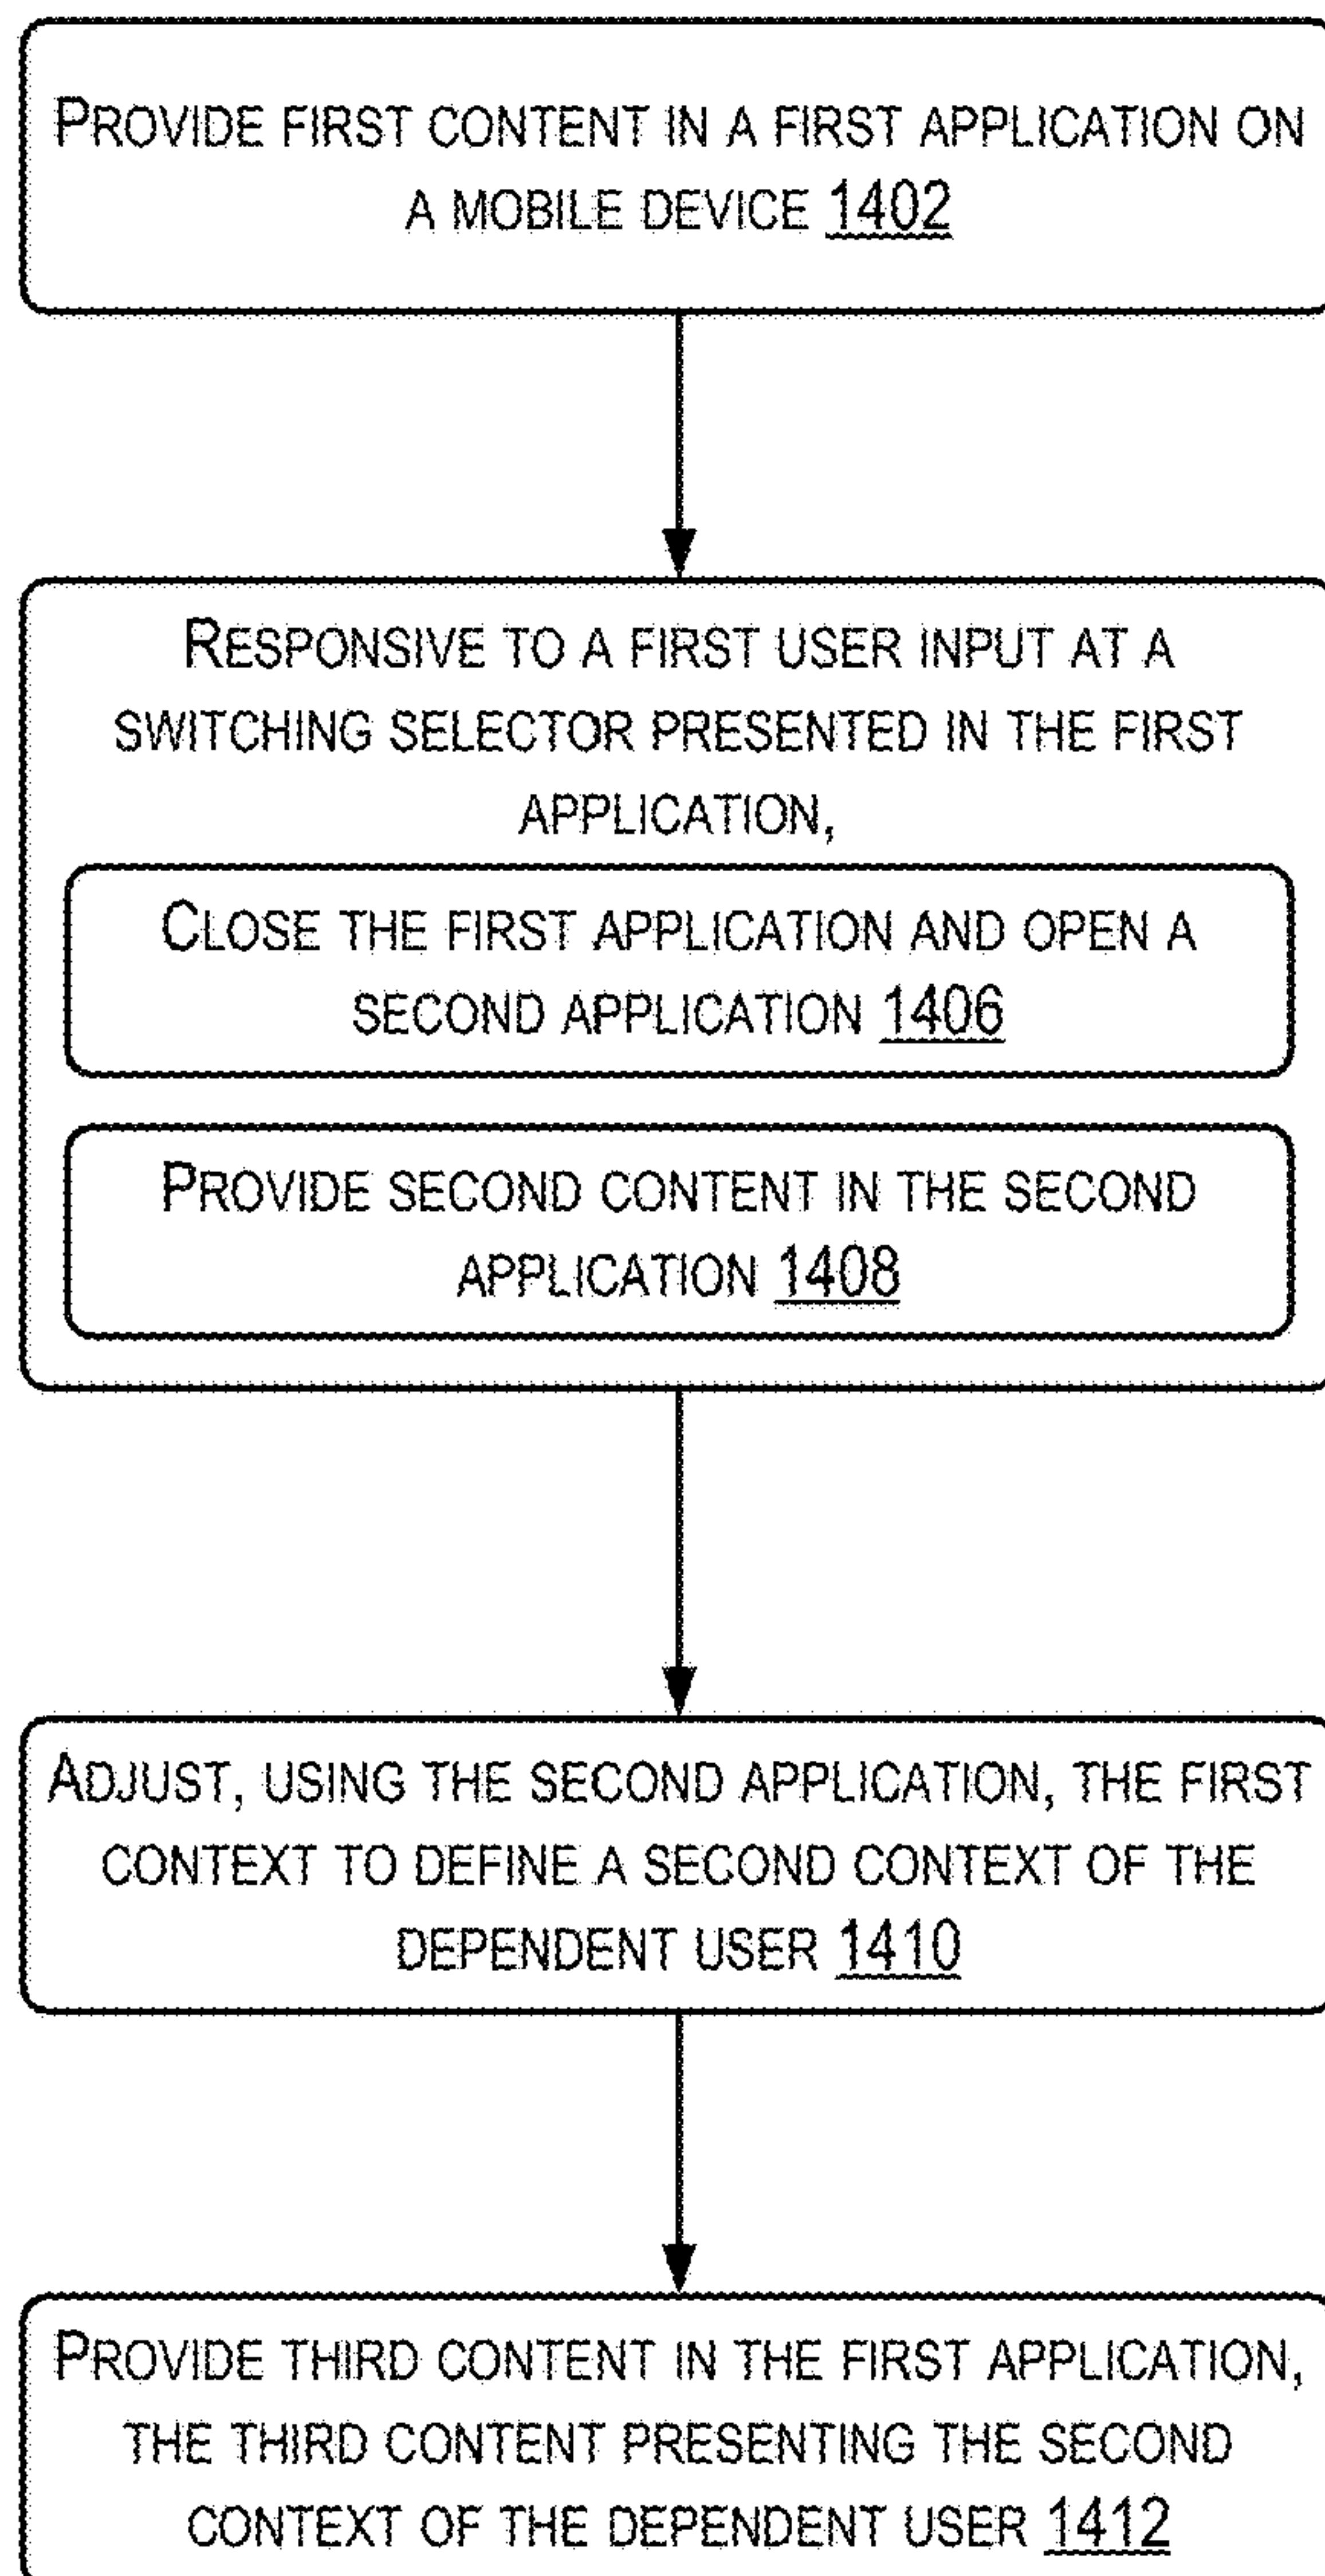 PROVIDE FIRST CONTENT IN A FIRST APPLICATION ON
A MOBILE DEVICE 1402
RESPONSIVE TO A FIRST USER INPUT AT A
SWITCHING SELECTOR PRESENTED IN THE FIRST
APPLICATION,
CLOSE THE FIRST APPLICATION AND OPEN A
SECOND APPLICATION 1406
PROVIDE SECOND CONTENT IN THE SECOND
APPLICATION 1408
ADJUST, USING THE SECOND APPLICATION, THE FIRST
CONTEXT TO DEFINE A SECOND CONTEXT OF THE
DEPENDENT USER 1410
PROVIDE THIRD CONTENT IN THE FIRST APPLICATION,
THE THIRD CONTENT PRESENTING THE SECOND
CONTEXT OF THE DEPENDENT USER 1412